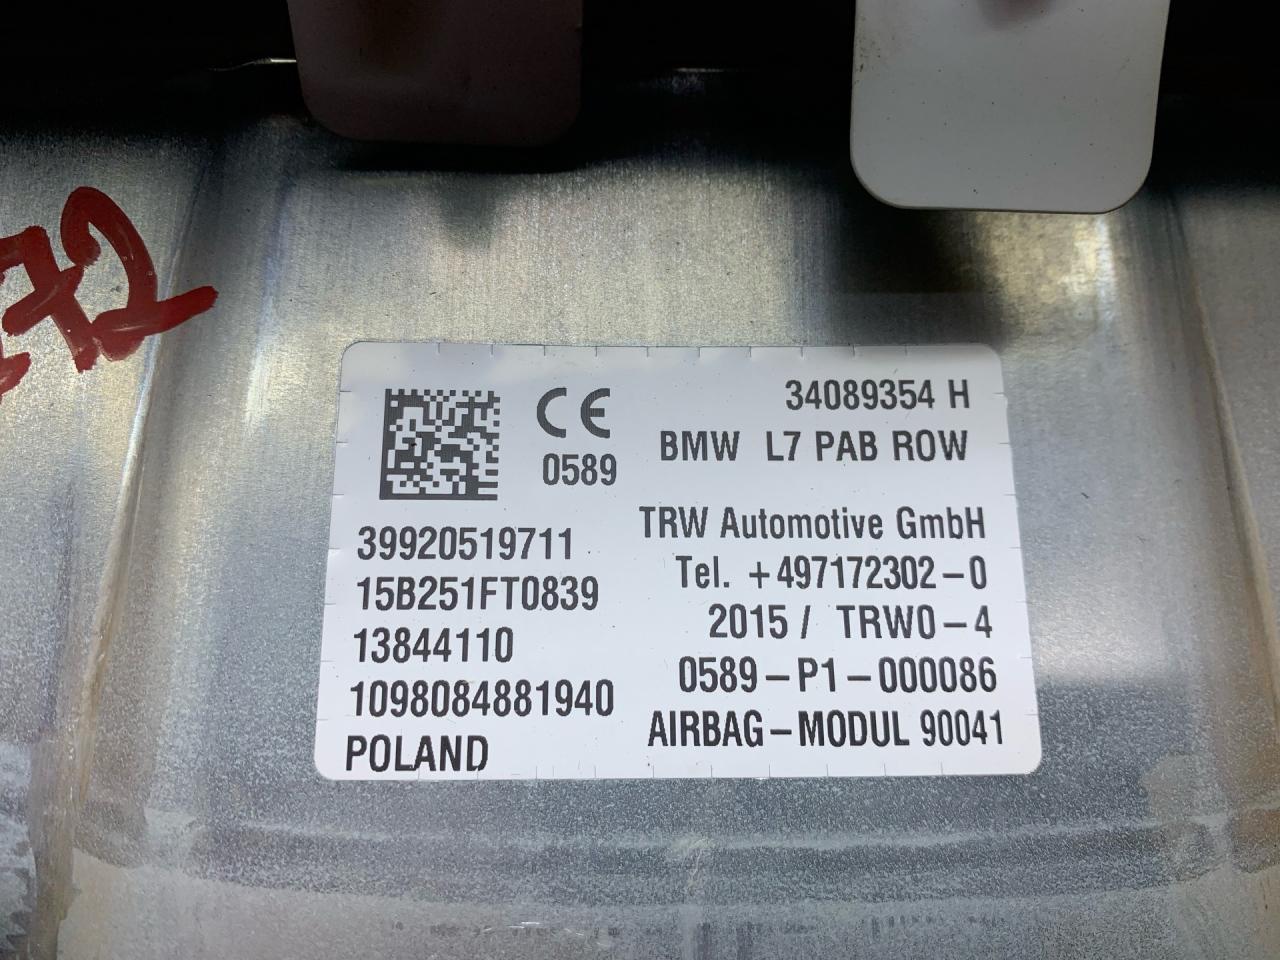 72
CE
0589
34089354 H
BMW L7 PAB ROW
39920519711
15B251FT0839
13844110
1098084881940
POLAND
TRW Automotive GmbH
Tel. +497172302-0
2015/ TRW0-4
0589-P1-000086
AIRBAG-MODUL 90041